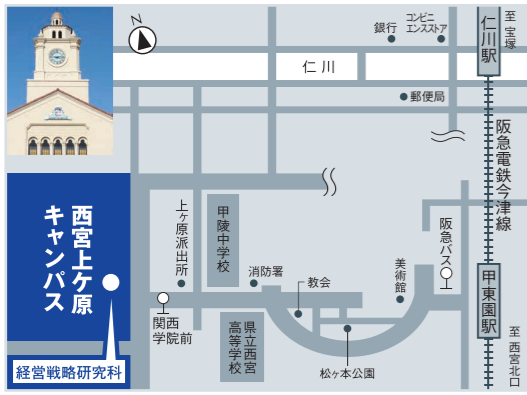 N
銀行
コンビニ
エンスストア
仁川駅
至 宝塚
仁川
郵便局
阪急電鉄今津線
西宮上ケ原
キャンパス
上ヶ原派出所
甲陵中学校
消防署
教会
美術館
阪急バス
甲東園駅
関西
学院前
県立西宮
高等学校
松ヶ本公園
至 西宮北口
経営戦略研究科